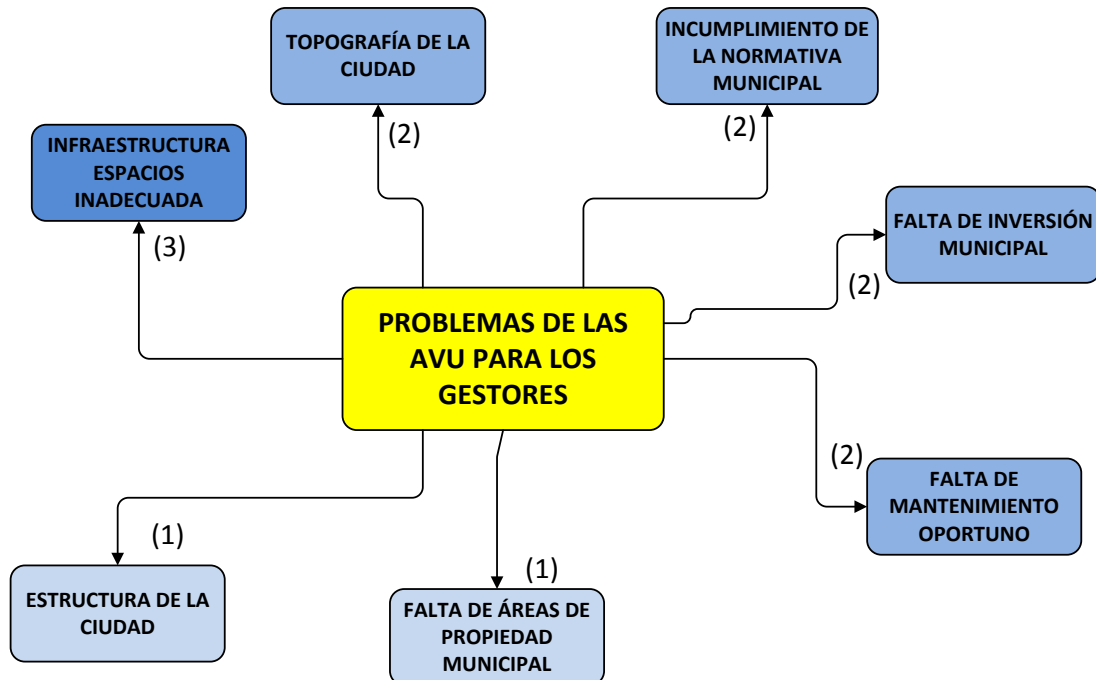 TOPOGRAFÍA DE LA
CIUDAD
(2)
INCUMPLIMIENTO DE
LA NORMATIVA
MUNICIPAL
(2)
INFRAESTRUCTURA
ESPACIOS
INADECUADA
(3)
FALTA DE INVERSIÓN
MUNICIPAL
(2)
PROBLEMAS DE LAS
AVU PARA LOS
GESTORES
(2)
FALTA DE
MANTENIMIENTO
OPORTUNO
(1)
ESTRUCTURA DE LA
CIUDAD
(1)
FALTA DE ÁREAS DE
PROPIEDAD
MUNICIPAL